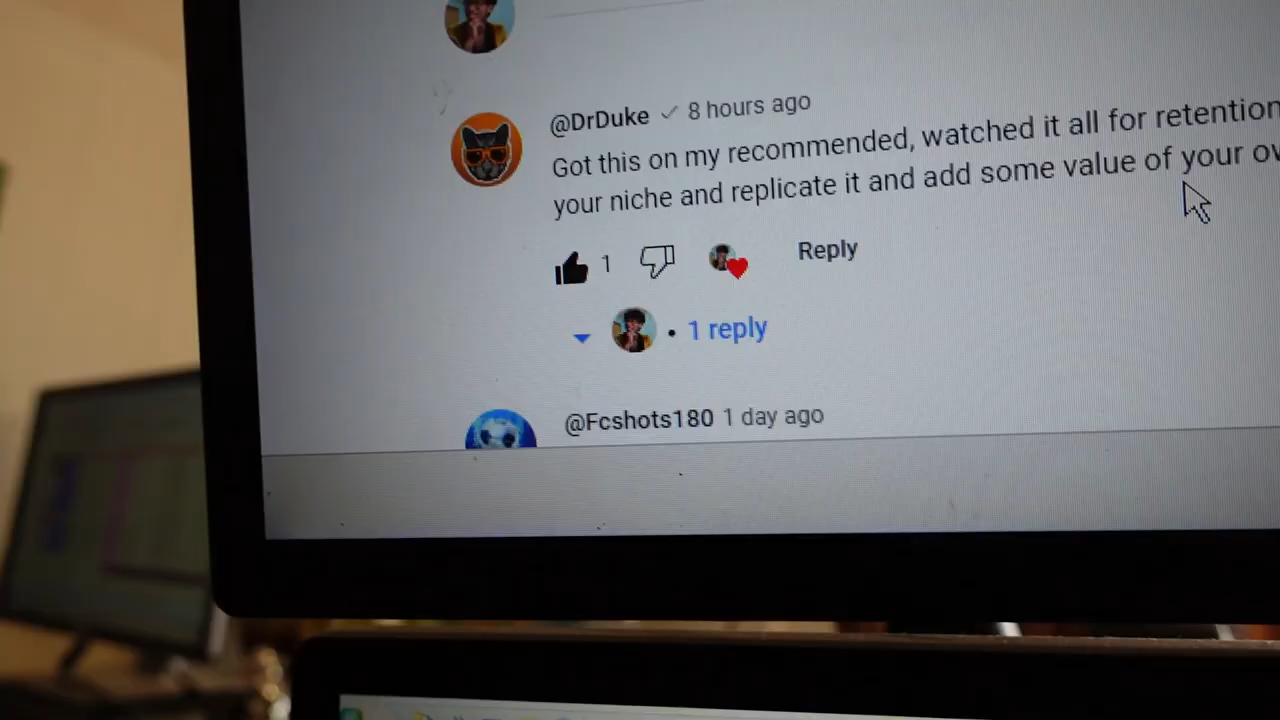 @DrDuke 8 hours ago
Got this on my recommended, watched it all for retention
your niche and replicate it and add some value of your
1
Reply
1 reply
@Fcshots180 1 day ago